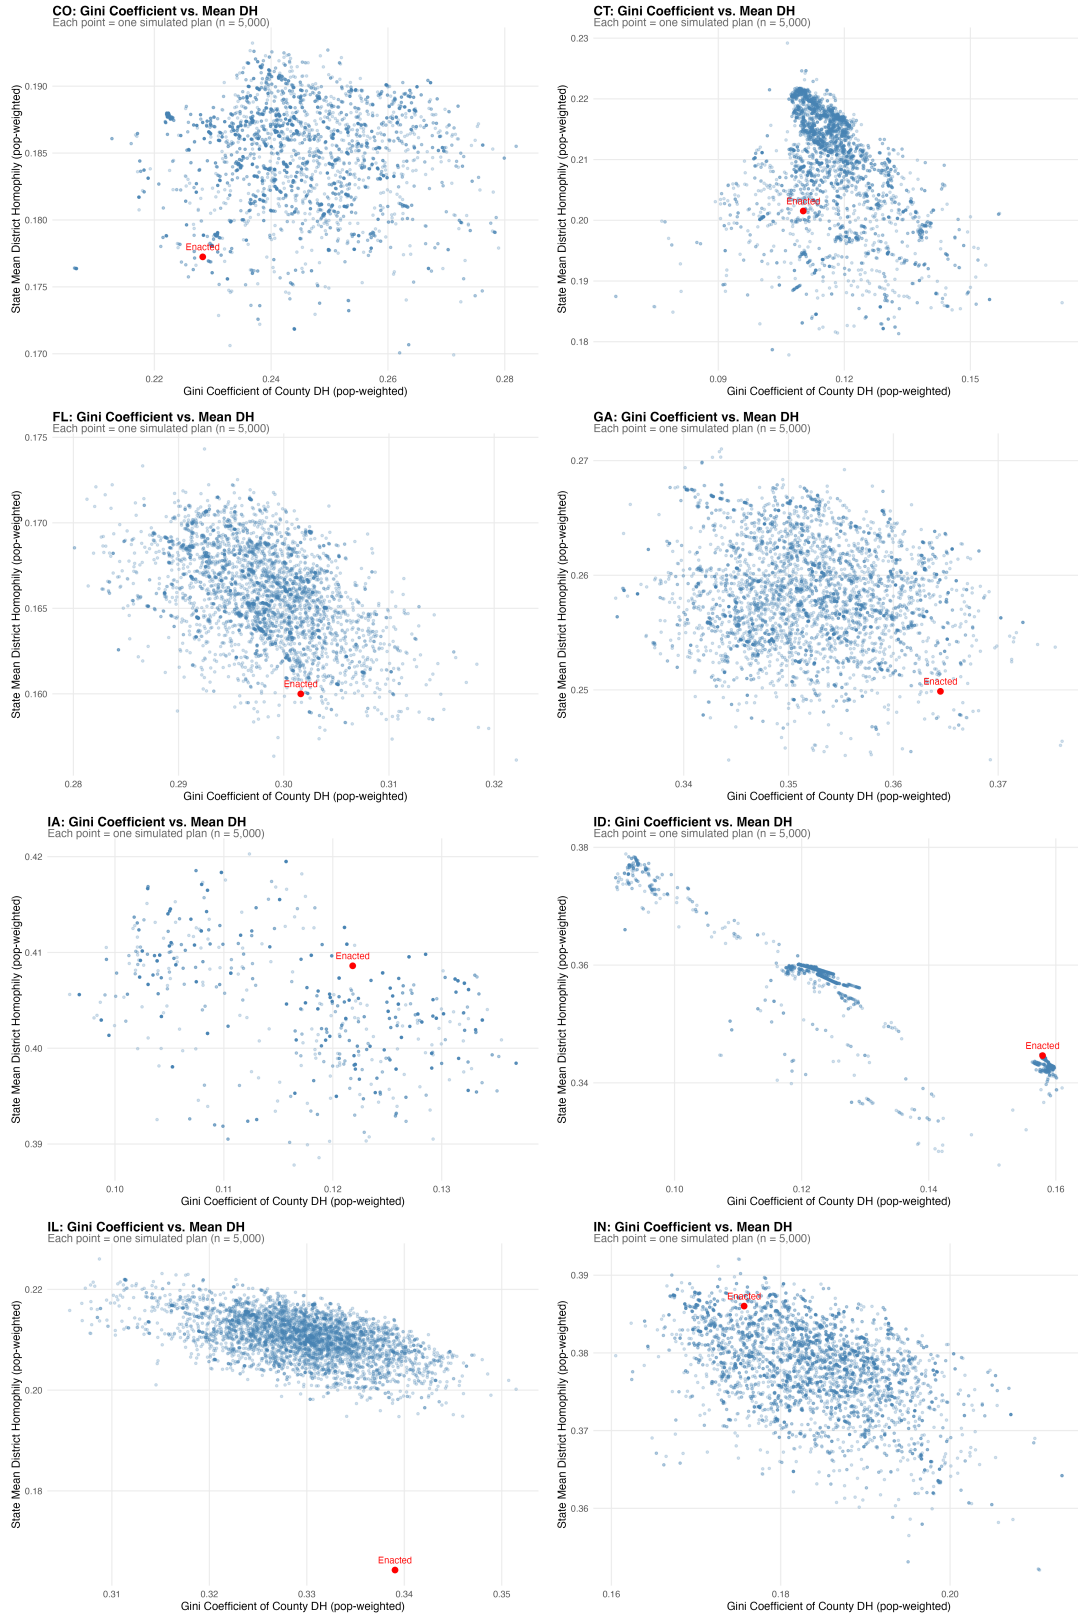 CO: Gini Coefficient vs. Mean DH
Each point = one simulated plan (n = 5,000)
State Mean District Homophily (pop-weighted)
0.190
0.185
0.180
0.175
0.170
Enacted
0.22
0.24
0.26
0.28
Gini Coefficient of County DH (pop-weighted)
CT: Gini Coefficient vs. Mean DH
Each point = one simulated plan (n = 5,000)
State Mean District Homophily (pop-weighted)
0.23
0.22
0.21
0.20
0.19
0.18
Enacted
0.09
0.12
0.15
Gini Coefficient of County DH (pop-weighted)
FL: Gini Coefficient vs. Mean DH
Each point = one simulated plan (n = 5,000)
State Mean District Homophily (pop-weighted)
0.175
0.170
0.165
0.160
Enacted
0.28
0.29
0.30
0.31
0.32
Gini Coefficient of County DH (pop-weighted)
GA: Gini Coefficient vs. Mean DH
Each point = one simulated plan (n = 5,000)
State Mean District Homophily (pop-weighted)
0.27
0.26
0.25
Enacted
0.34
0.35
0.36
0.37
Gini Coefficient of County DH (pop-weighted)
IA: Gini Coefficient vs. Mean DH
Each point = one simulated plan (n = 5,000)
State Mean District Homophily (pop-weighted)
0.42
0.41
0.40
0.39
Enacted
0.10
0.11
0.12
0.13
Gini Coefficient of County DH (pop-weighted)
ID: Gini Coefficient vs. Mean DH
Each point = one simulated plan (n = 5,000)
State Mean District Homophily (pop-weighted)
0.38
0.36
0.34
Enacted
0.10
0.12
0.14
0.16
Gini Coefficient of County DH (pop-weighted)
IL: Gini Coefficient vs. Mean DH
Each point = one simulated plan (n = 5,000)
State Mean District Homophily (pop-weighted)
0.22
0.20
0.18
Enacted
0.31
0.32
0.33
0.34
0.35
Gini Coefficient of County DH (pop-weighted)
IN: Gini Coefficient vs. Mean DH
Each point = one simulated plan (n = 5,000)
State Mean District Homophily (pop-weighted)
0.39
0.38
0.37
0.36
Enacted
0.16
0.18
0.20
Gini Coefficient of County DH (pop-weighted)